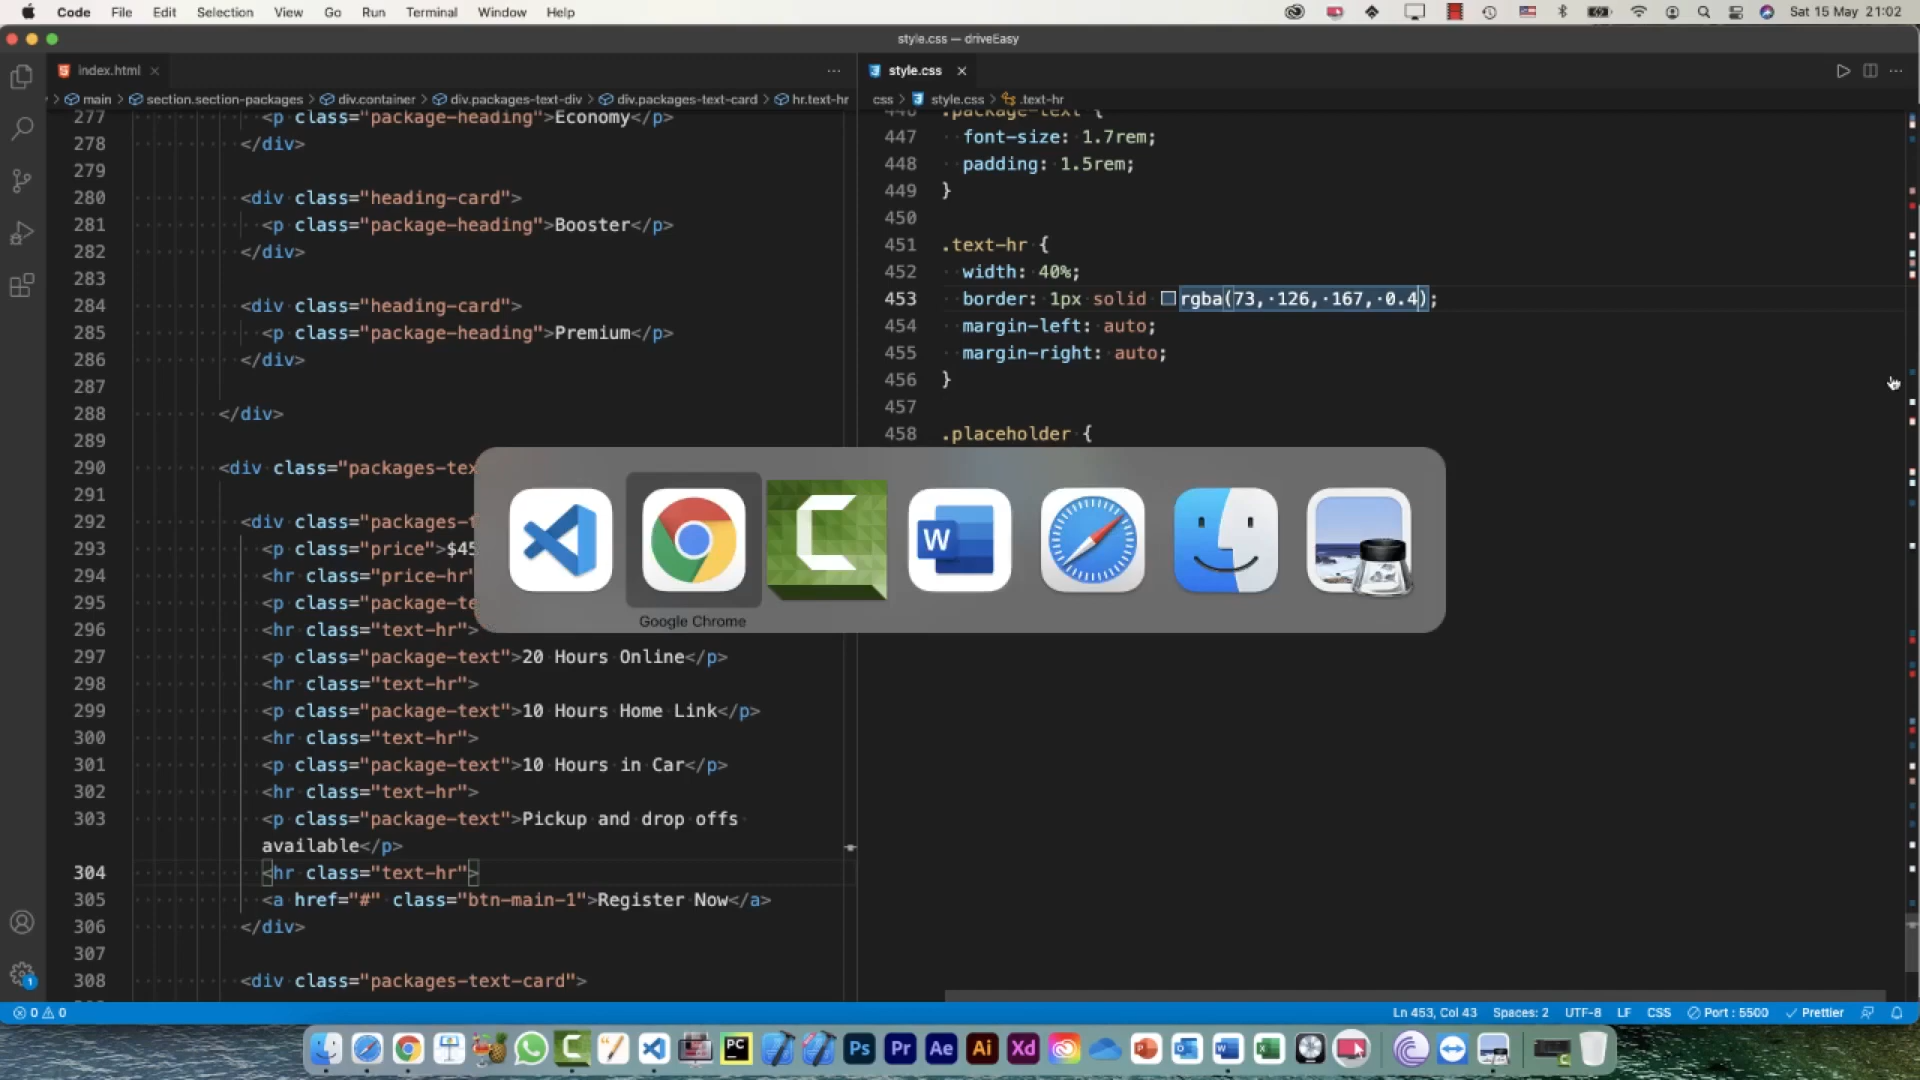 Code File Edit Selection View Go Run Terminal Window Help Sat 15 May 21:02
style.css — driveEasy
index.html
style.css
main section.section-packages div.container div.packages-text-div div.packages-text-card hr.text-hr
css style.css .text-hr
277 <p class="package-heading">Economy</p>
278 </div>
279
280 <div class="heading-card">
281 <p class="package-heading">Booster</p>
282 </div>
283
284 <div class="heading-card">
285 <p class="package-heading">Premium</p>
286 </div>
287
288 </div>
289
290 <div class="packages-tex
291
292 <div class="packages-t
293 <p class="price">$45
294 <hr class="price-hr"
295 <p class="package-te
296 <hr class="text-hr">
297 <p class="package-text">20 Hours Online</p>
298 <hr class="text-hr">
299 <p class="package-text">10 Hours Home Link</p>
300 <hr class="text-hr">
301 <p class="package-text">10 Hours in Car</p>
302 <hr class="text-hr">
303 <p class="package-text">Pickup and drop offs
available</p>
304 <hr class="text-hr">
305 <a href="#" class="btn-main-1">Register Now</a>
306 </div>
307
308 <div class="packages-text-card">
446 .package-text {
447 font-size: 1.7rem;
448 padding: 1.5rem;
449 }
450
451 .text-hr {
452 width: 40%;
453 border: 1px solid rgba(73, 126, 167, 0.4);
454 margin-left: auto;
455 margin-right: auto;
456 }
457
458 .placeholder {
W
Google Chrome
1
0 0
Ln 453, Col 43 Spaces: 2 UTF-8 LF CSS Port : 5500 Prettier
PC Ps Pr Ae Ai Xd